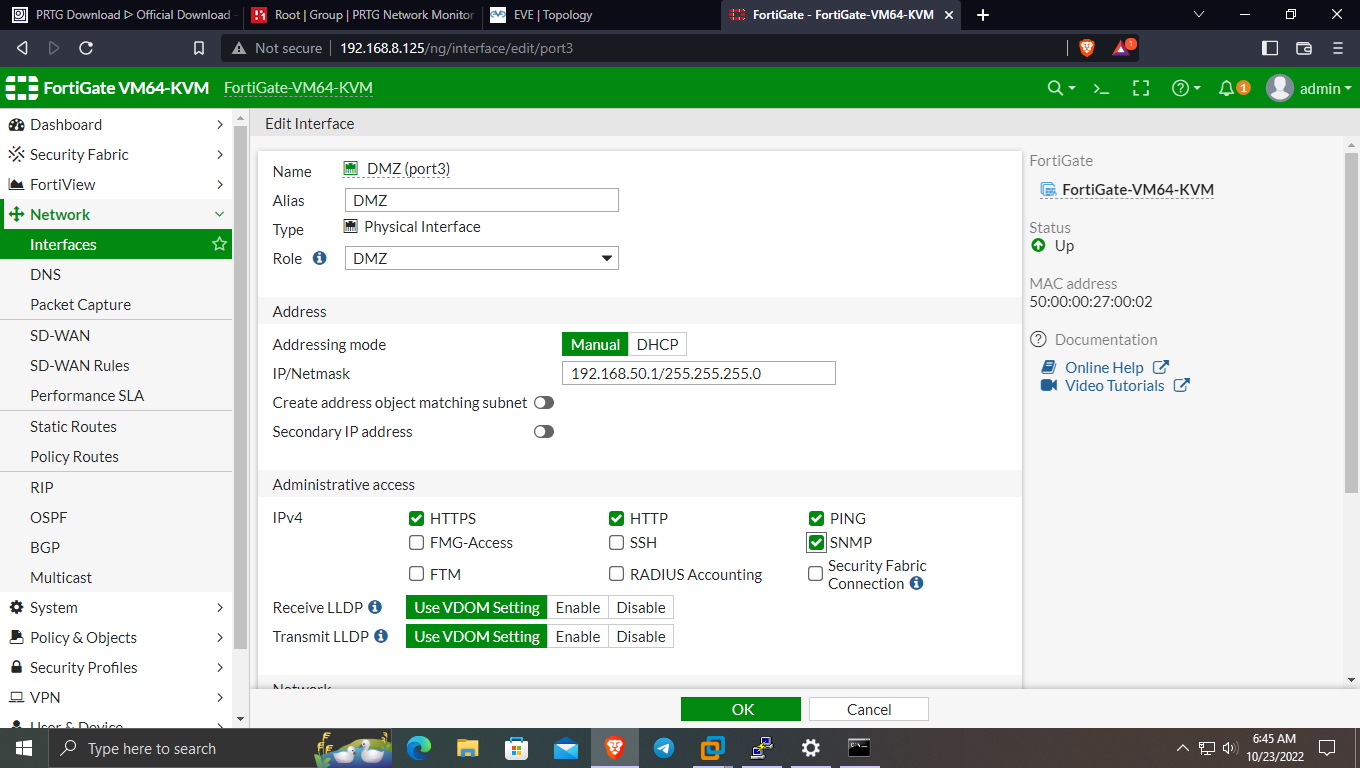 PRTG Download ᐅ Official Download -
Root | Group | PRTG Network Monitor
EVE | Topology
FortiGate - FortiGate-VM64-KVM
Not secure
192.168.8.125/ng/interface/edit/port3
1
FortiGate VM64-KVM
FortiGate-VM64-KVM
1
admin
Dashboard
Security Fabric
FortiView
Network
Interfaces
DNS
Packet Capture
SD-WAN
SD-WAN Rules
Performance SLA
Static Routes
Policy Routes
RIP
OSPF
BGP
Multicast
System
Policy & Objects
Security Profiles
VPN
User & Device
Edit Interface
Name
DMZ (port3)
Alias
DMZ
Type
Physical Interface
Role
DMZ
Address
Addressing mode
Manual DHCP
IP/Netmask
192.168.50.1/255.255.255.0
Create address object matching subnet
Secondary IP address
Administrative access
IPv4
HTTPS HTTP PING
FMG-Access SSH SNMP
FTM RADIUS Accounting Security Fabric
Connection
Receive LLDP
Use VDOM Setting Enable Disable
Transmit LLDP
Use VDOM Setting Enable Disable
Network
OK Cancel
FortiGate
FortiGate-VM64-KVM
Status
Up
MAC address
50:00:00:27:00:02
Documentation
Online Help
Video Tutorials
Type here to search
6:45 AM
10/23/2022